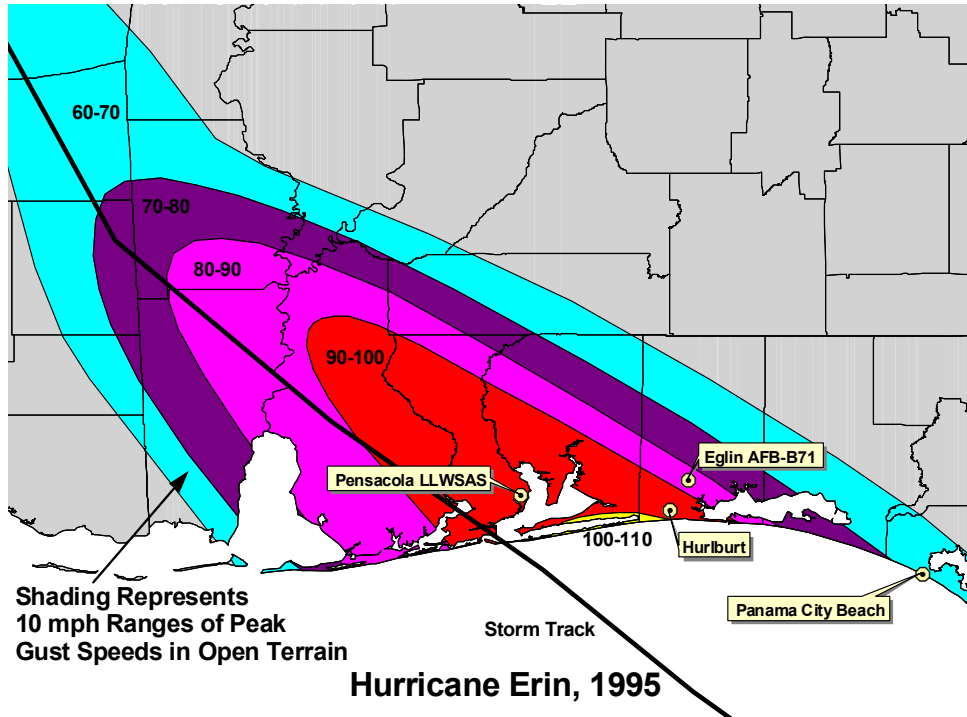 60-70
70-80
80-90
90-100
Eglin AFB-B71
Pensacola LLWSAS
100-110
Hurlburt
Shading Represents
10 mph Ranges of Peak
Gust Speeds in Open Terrain
Panama City Beach
Storm Track
Hurricane Erin, 1995